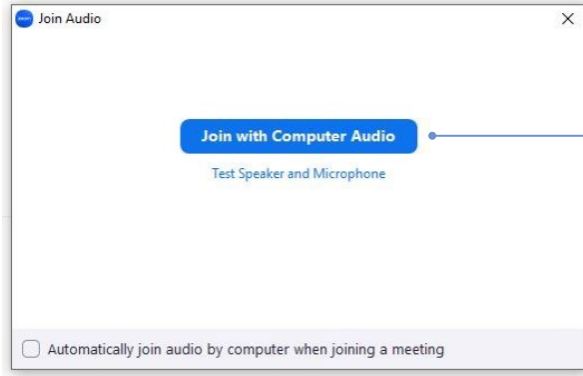 Join Audio
Join with Computer Audio
Test Speaker and Microphone
Automatically join audio by computer when joining a meeting